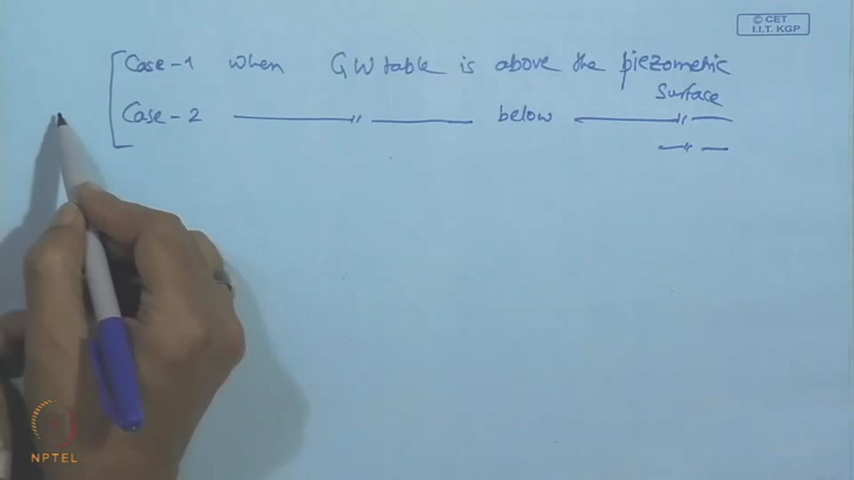 © CET
I.I.T. KGP
Case-1 when GW table is above the piezometric
surface
Case-2 ——〃 —— below ——〃——
—〃—
NPTEL